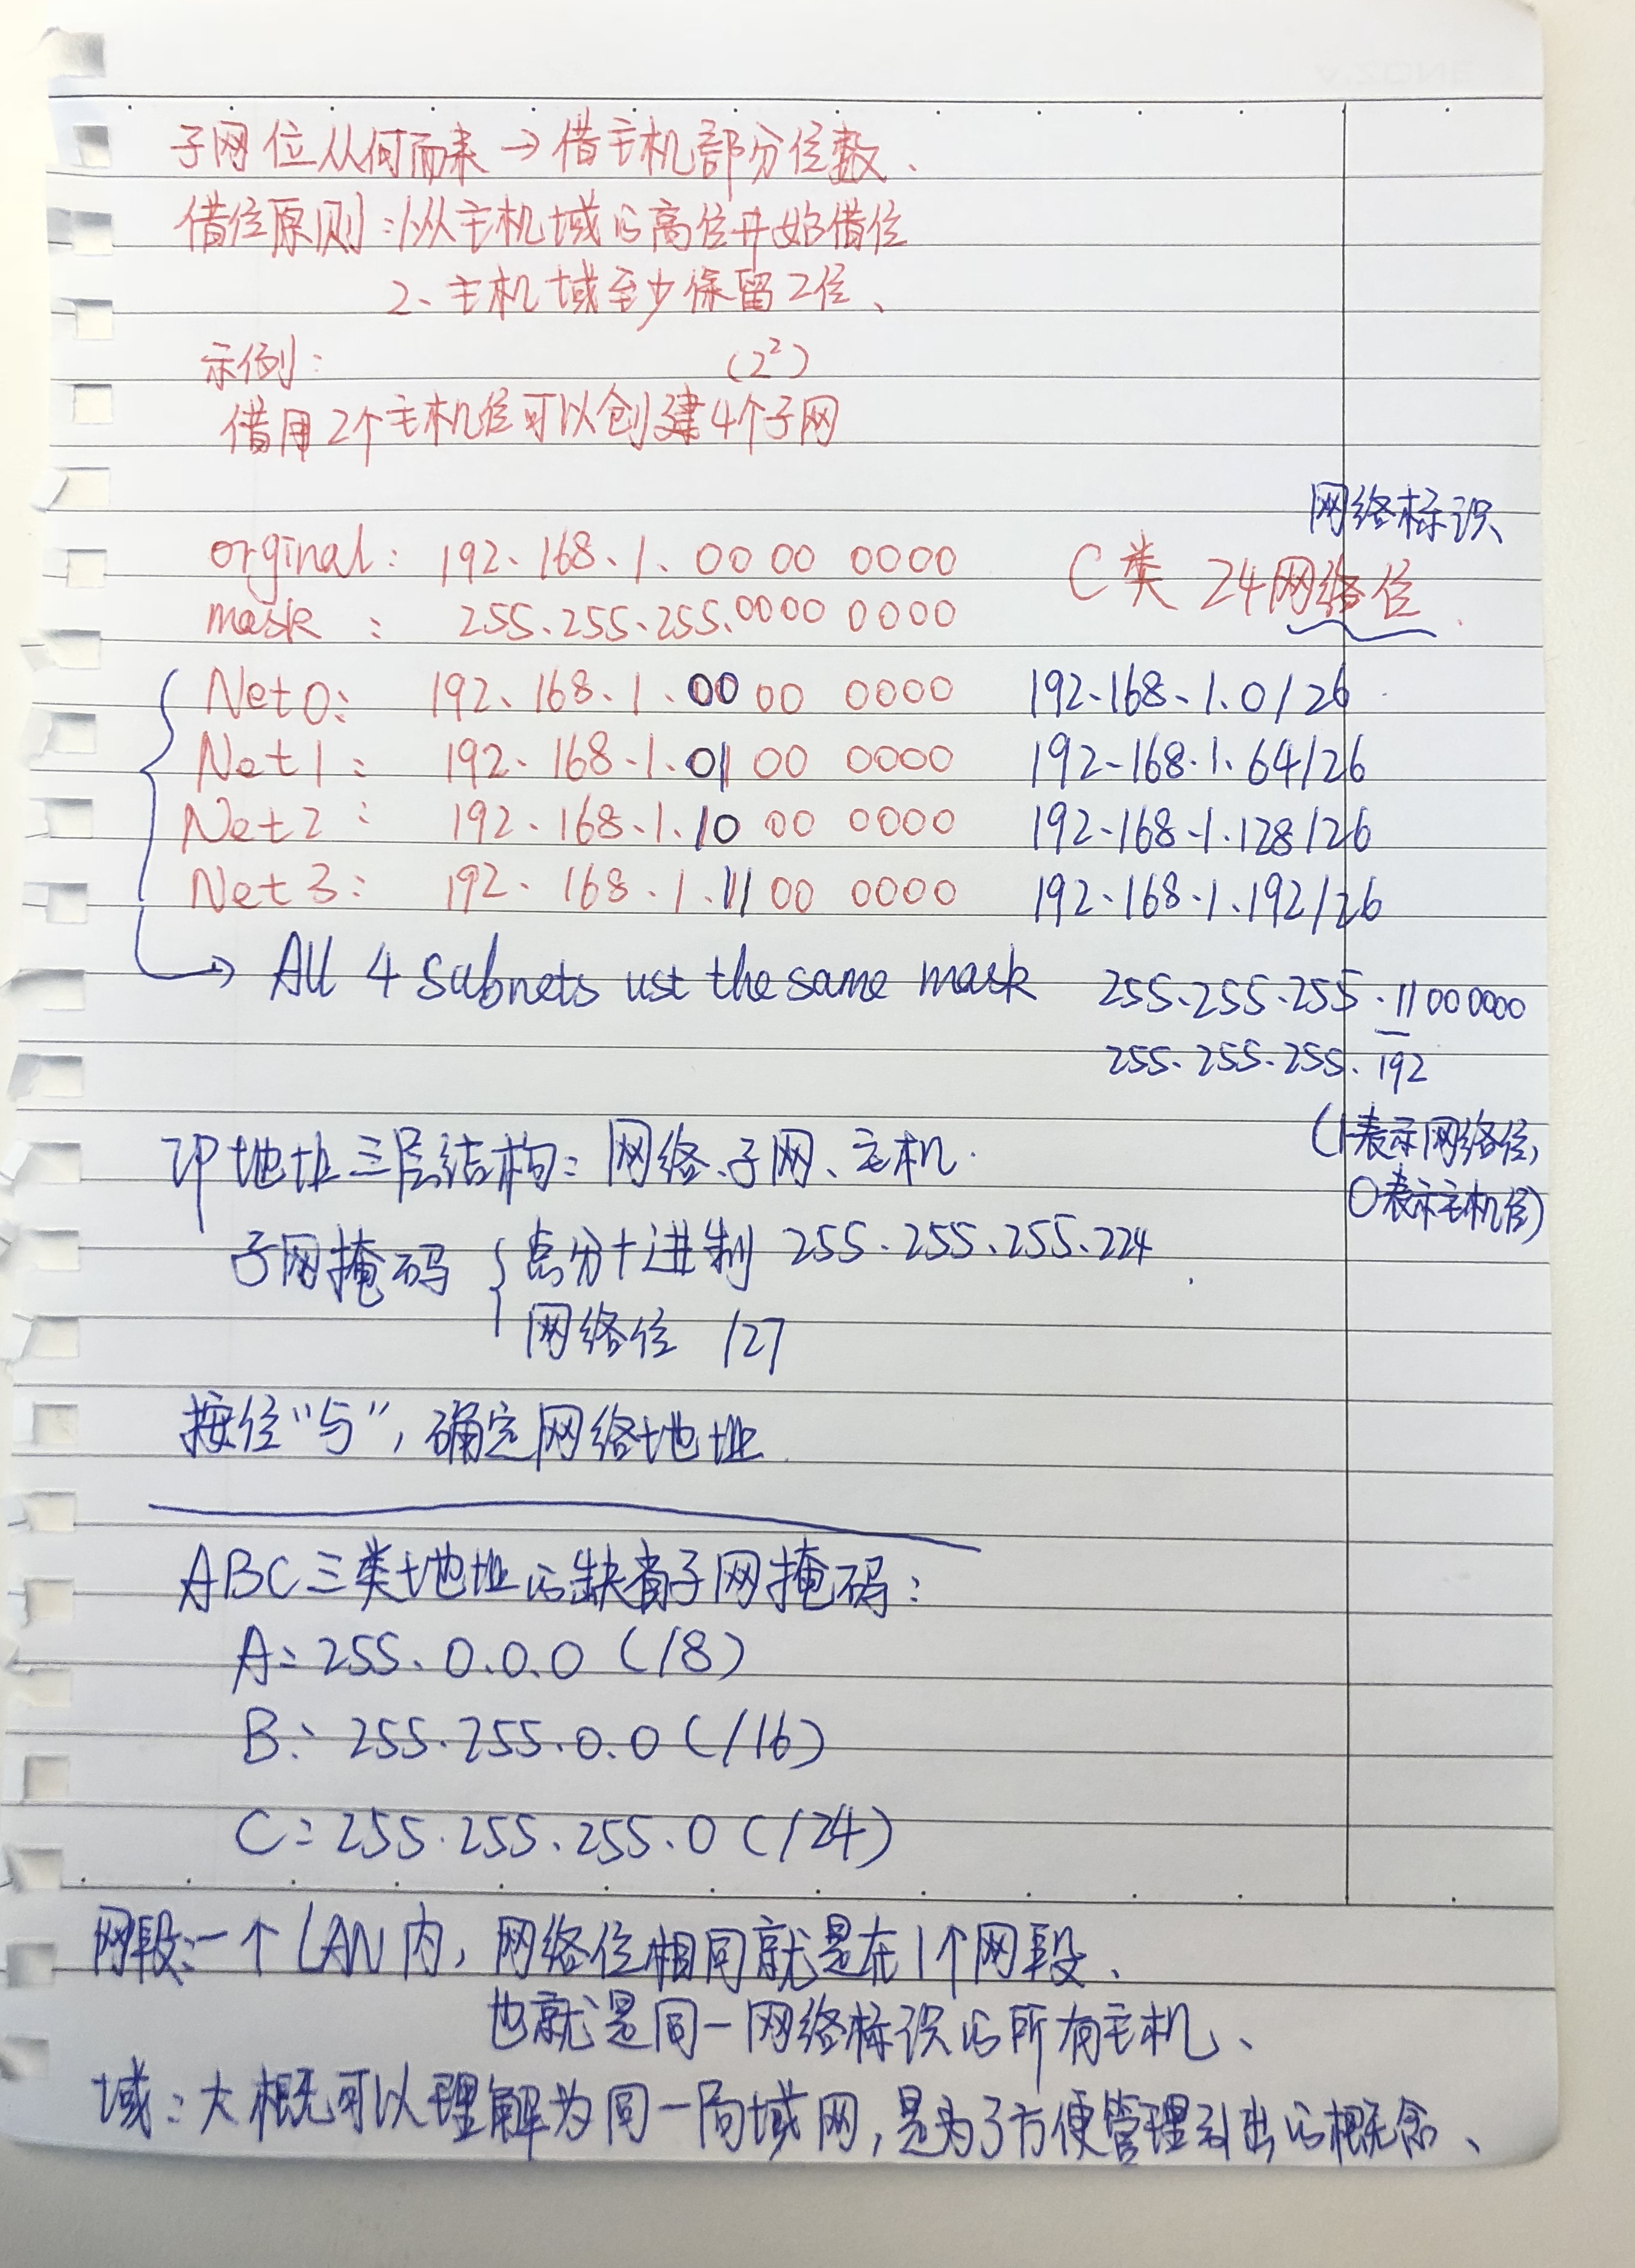 子网位从何而来→借主机部分位数、
借位原则:1、从主机域的高位开始借位
2、主机域至少保留2位、
示例:
(2²)
借用2个主机位可以创建4个子网
网络标识
orginal: 192.168.1.0000 0000 C类 24网络位.
mask: 255.255.255.0000 0000
Net0: 192.168.1.0000 0000 192.168.1.0/26
Net1: 192.168.1.0100 0000 192.168.1.64/26
Net2: 192.168.1.1000 0000 192.168.1.128/26
Net3: 192.168.1.1100 0000 192.168.1.192/26
→ All 4 subnets ust the same mask 255.255.255.11000000
255.255.255.192
(1表示网络位,
0表示主机位)
IP地址三层结构: 网络、子网、主机.
子网掩码 { 点分十进制 255.255.255.224
网络位 /27
按位“与”, 确定网络地址.
ABC三类地址的缺省子网掩码:
A: 255.0.0.0 (/8)
B: 255.255.0.0 (/16)
C: 255.255.255.0 (/24)
网段:一个LAN内, 网络位相同就是在1个网段、
也就是同一网络标识的所有主机、
域: 大概可以理解为同一局域网, 是为了方便管理引出的概念、